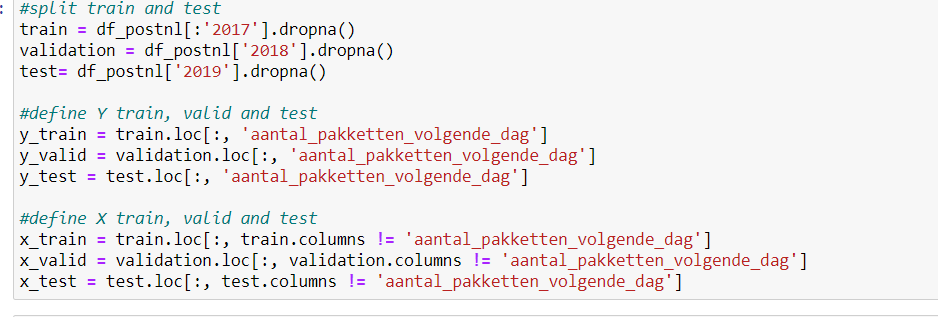 :
#split train and test
train = df_postnl[:'2017'].dropna()
validation = df_postnl['2018'].dropna()
test= df_postnl['2019'].dropna()
#define Y train, valid and test
y_train = train.loc[:, 'aantal_pakketten_volgende_dag']
y_valid = validation.loc[:, 'aantal_pakketten_volgende_dag']
y_test = test.loc[:, 'aantal_pakketten_volgende_dag']
#define X train, valid and test
x_train = train.loc[:, train.columns != 'aantal_pakketten_volgende_dag']
x_valid = validation.loc[:, validation.columns != 'aantal_pakketten_volgende_dag']
x_test = test.loc[:, test.columns != 'aantal_pakketten_volgende_dag']